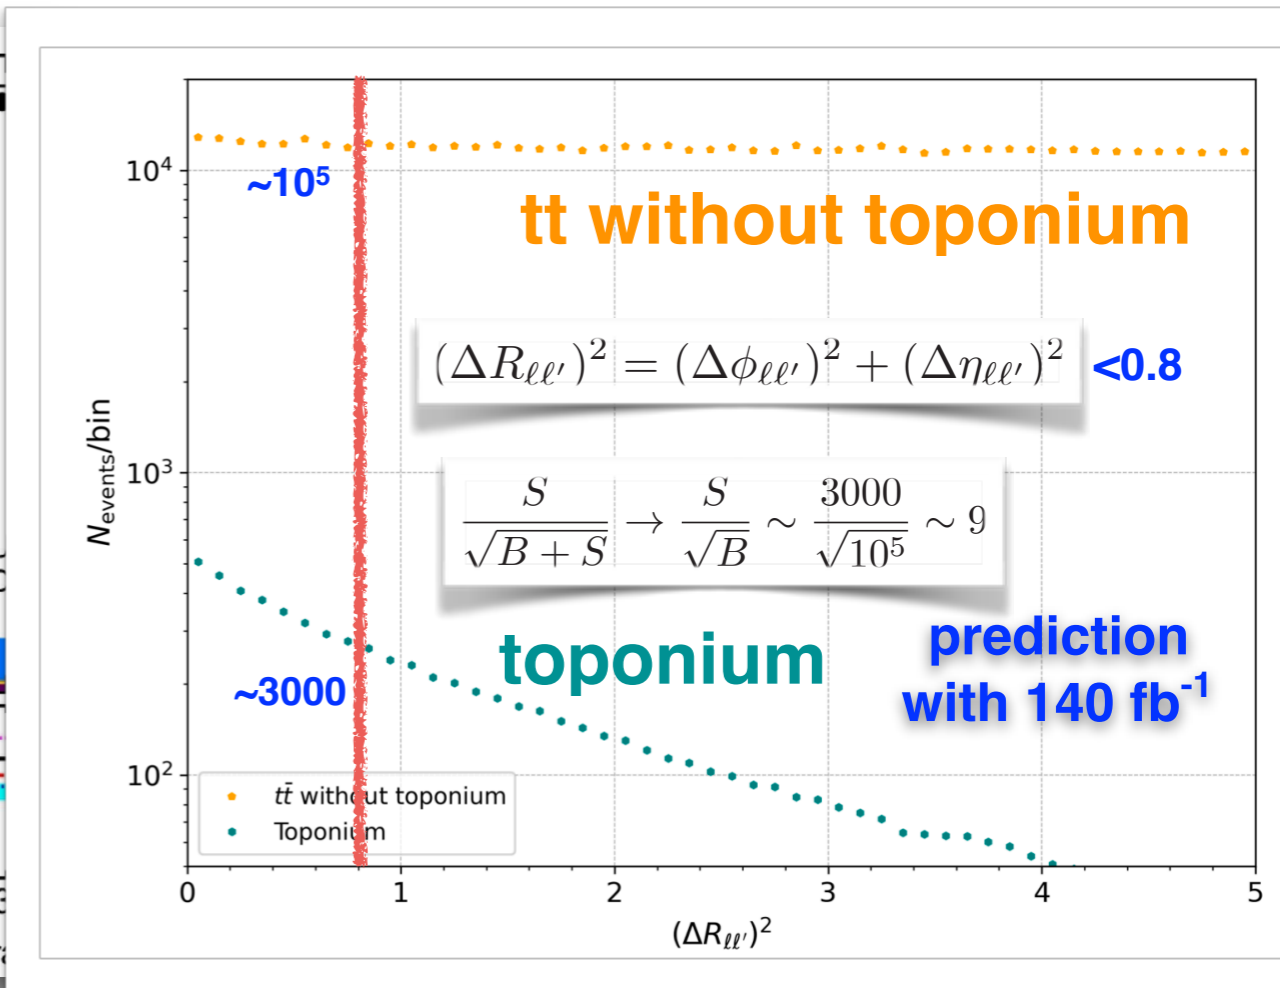 10⁴
~10⁵
tt without toponium
(ΔR_ℓℓ′)² = (Δϕ_ℓℓ′)² + (Δη_ℓℓ′)² <0.8
N_events/bin
10³
S/√(B + S) → S/√B ∼ 3000/√10⁵ ∼ 9
toponium
prediction
with 140 fb⁻¹
~3000
10²
tt̄ without toponium
Toponium
0 1 2 3 4 5
(ΔR_ℓℓ′)²